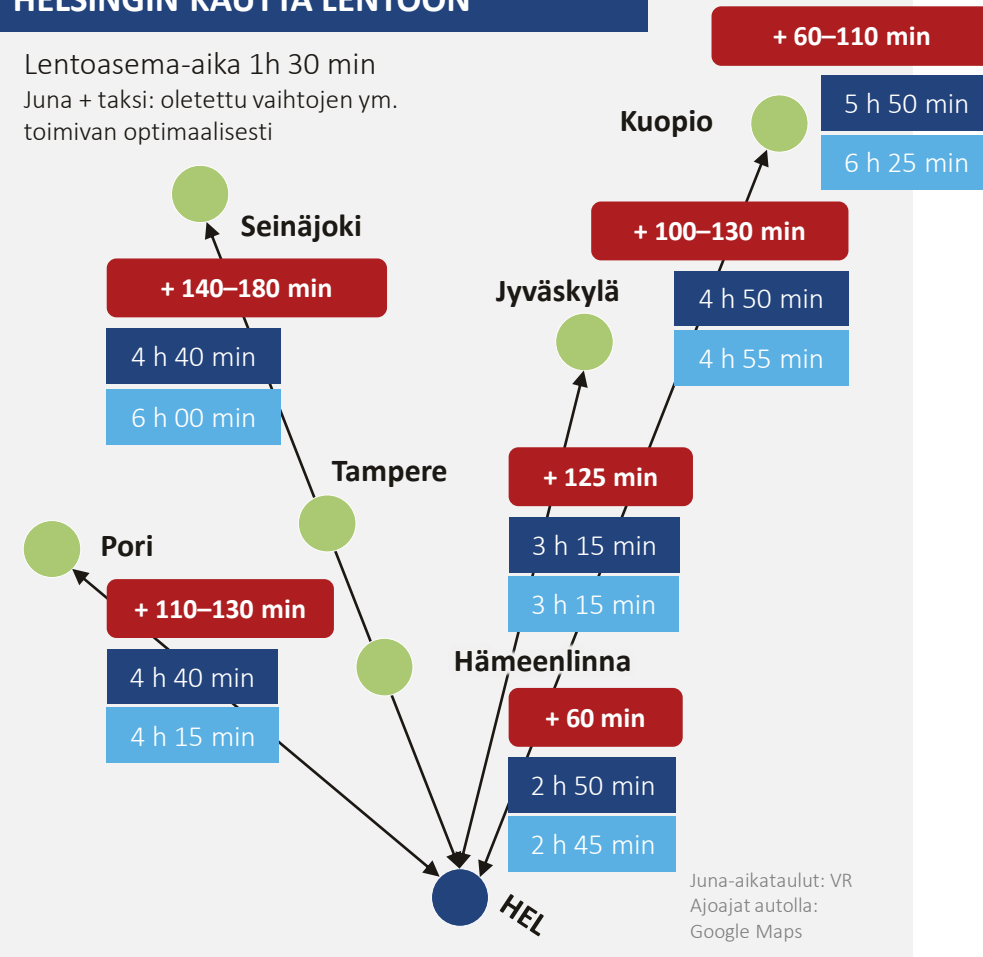 HELSINGIN KAUTTA LENTOON
Lentoasema-aika 1h 30 min
Juna + taksi: oletettu vaihtojen ym.
toimivan optimaalisesti
+ 60–110 min
Kuopio
5 h 50 min
6 h 25 min
Seinäjoki
+ 140–180 min
4 h 40 min
6 h 00 min
Jyväskylä
+ 100–130 min
4 h 50 min
4 h 55 min
Tampere
+ 125 min
3 h 15 min
3 h 15 min
Pori
+ 110–130 min
4 h 40 min
4 h 15 min
Hämeenlinna
+ 60 min
2 h 50 min
2 h 45 min
HEL
Juna-aikataulut: VR
Ajoajat autolla:
Google Maps